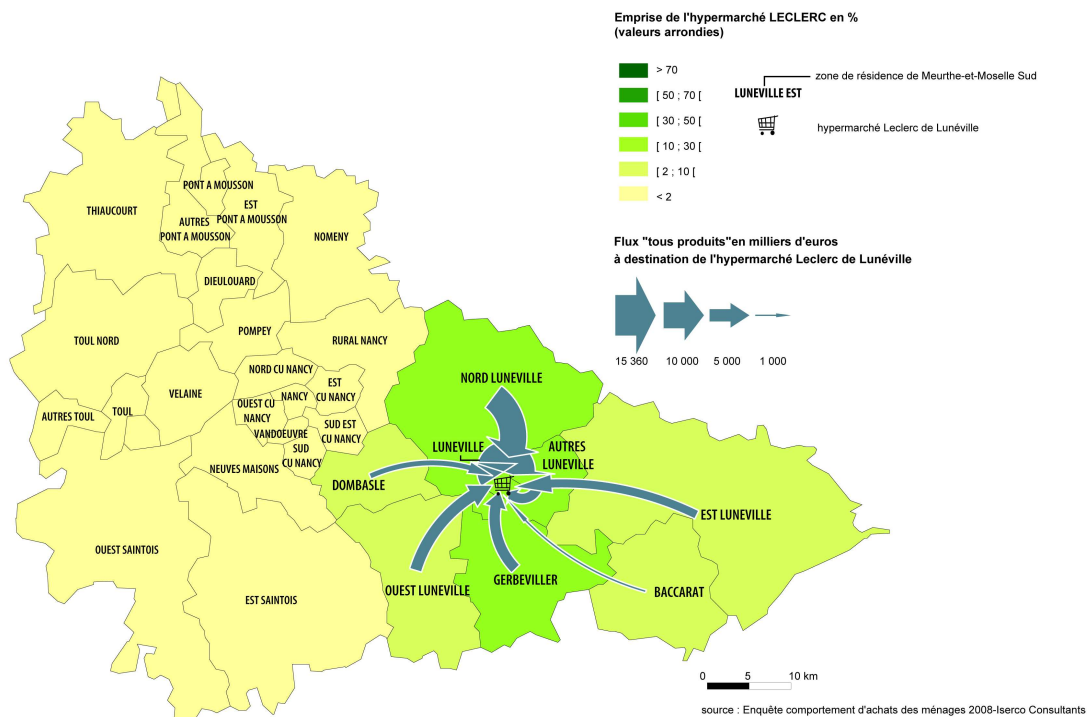 Emprise de l'hypermarché LECLERC en %
(valeurs arrondies)
> 70
[ 50 ; 70 [
[ 30 ; 50 [
[ 10 ; 30 [
[ 2 ; 10 [
< 2
zone de résidence de Meurthe-et-Moselle Sud
LUNEVILLE EST
hypermarché Leclerc de Lunéville
Flux "tous produits"en milliers d'euros
à destination de l'hypermarché Leclerc de Lunéville
15 360
10 000
5 000
1 000
THIAUCOURT
PONT A MOUSSON
AUTRES
PONT A MOUSSON
EST
PONT A MOUSSON
NOMENY
DIEULOUARD
TOUL NORD
POMPEY
RURAL NANCY
NORD CU NANCY
VELAINE
AUTRES TOUL
TOUL
OUEST CU
NANCY
NANCY
EST
CU NANCY
VANDOEUVRE
SUD
CU NANCY
SUD EST
CU NANCY
NEUVES MAISONS
NORD LUNEVILLE
LUNEVILLE
AUTRES
LUNEVILLE
DOMBASLE
EST LUNEVILLE
OUEST SAINTOIS
EST SAINTOIS
OUEST LUNEVILLE
GERBEVILLER
BACCARAT
0 5 10 km
source : Enquête comportement d'achats des ménages 2008-Iserco Consultants